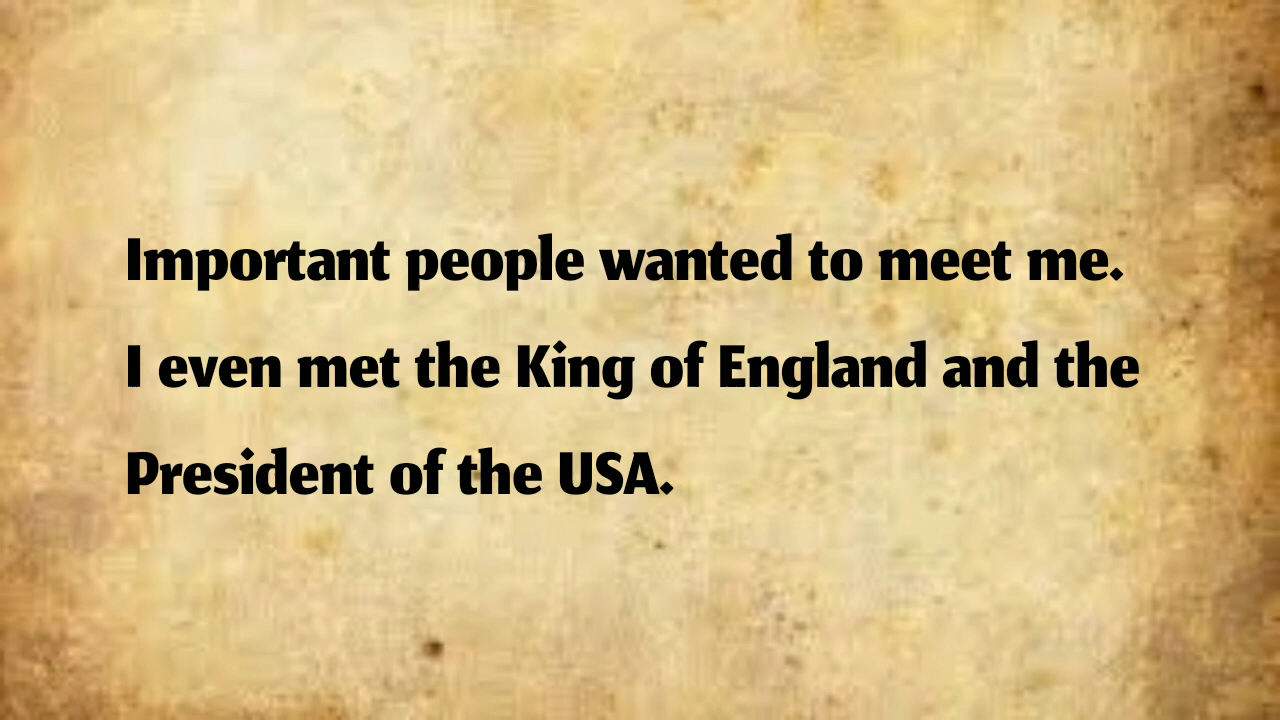 Important people wanted to meet me.
I even met the King of England and the
President of the USA.